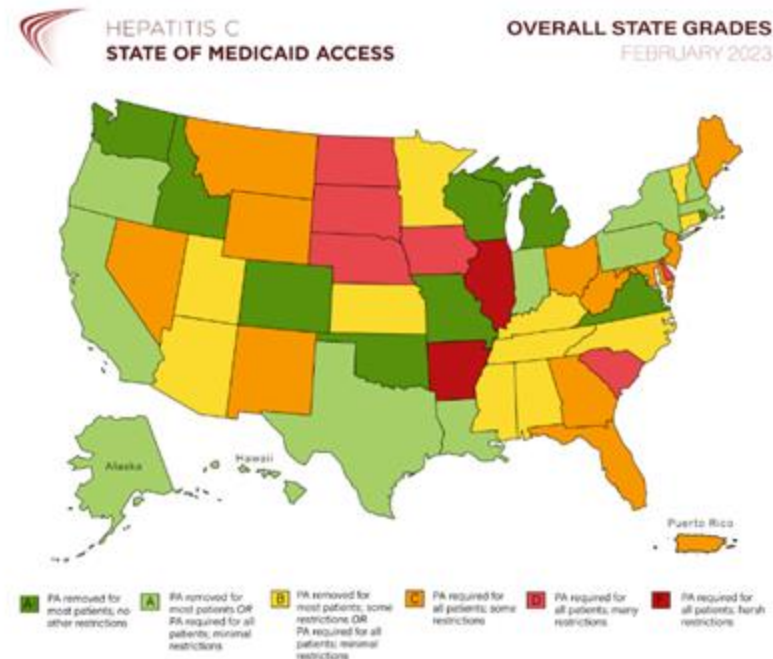 HEPATITIS C
STATE OF MEDICAID ACCESS
OVERALL STATE GRADES
FEBRUARY 2023
Alaska
Hawaii
Puerto Rico
A
PA removed for
most patients; no
other restrictions
A
PA removed for
most patients OR
PA required for all
patients; minimal
restrictions
B
PA removed for
most patients, some
restrictions OR
PA required for all
patients; minimal
restrictions
C
PA required for
all patients; some
restrictions
D
PA required for
all patients; many
restrictions
F
PA required for
all patients; harsh
restrictions